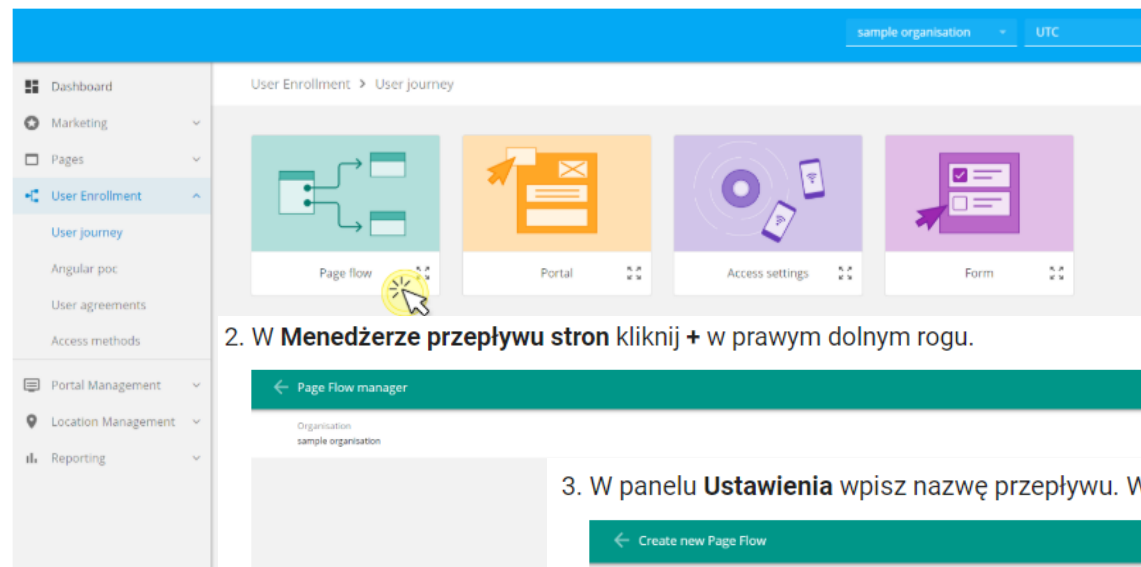 sample organisation
UTC
Dashboard
Marketing
Pages
User Enrollment
User journey
Angular poc
User agreements
Access methods
Portal Management
Location Management
Reporting
User Enrollment > User journey
Page flow
Portal
Access settings
Form
2. W Menedżerze przepływu stron kliknij + w prawym dolnym rogu.
Page Flow manager
Organisation
sample organisation
3. W panelu Ustawienia wpisz nazwę przepływu. W
Create new Page Flow